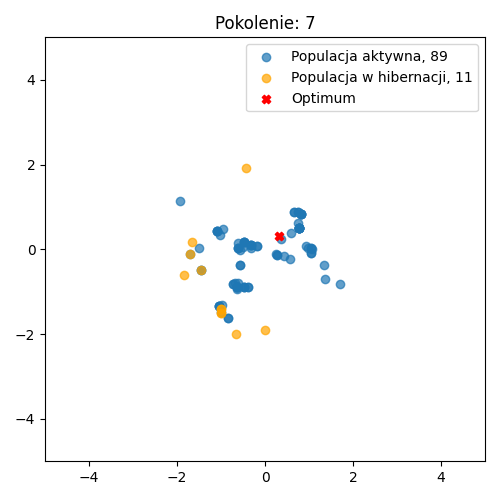 Pokolenie: 7
Populacja aktywna, 89
Populacja w hibernacji, 11
Optimum
4
2
0
−2
−4
−4
−2
0
2
4